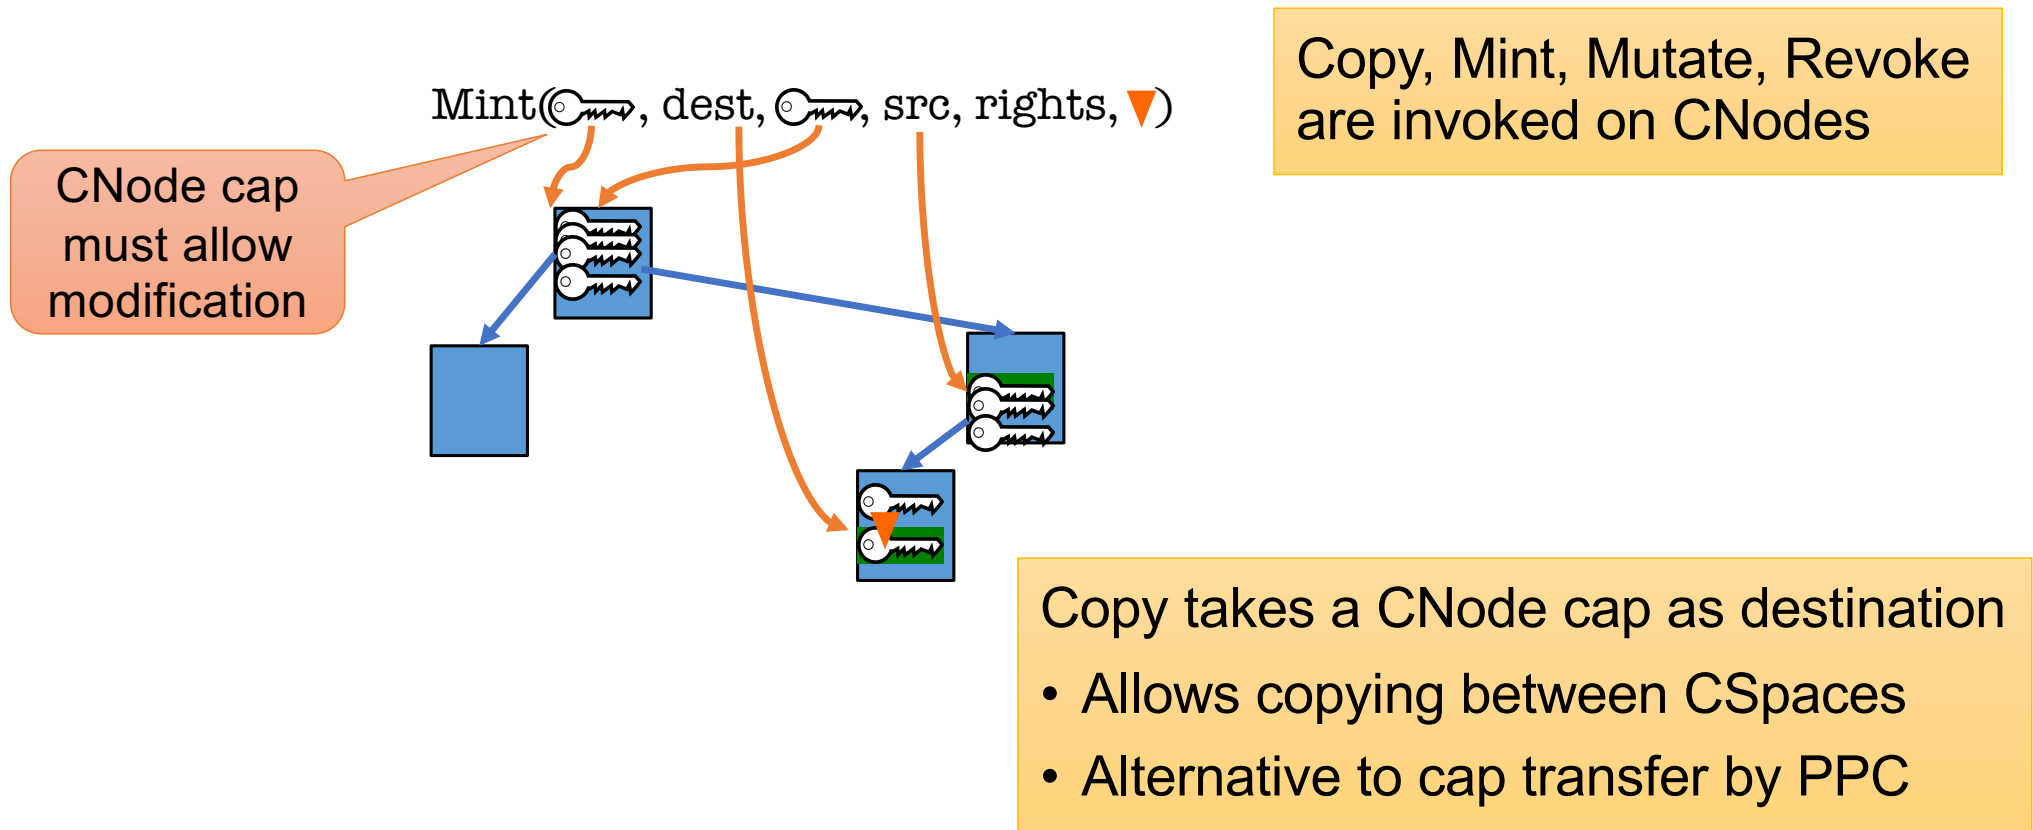 Mint(, dest, , src, rights, )
Copy, Mint, Mutate, Revoke
are invoked on CNodes
CNode cap
must allow
modification
Copy takes a CNode cap as destination
• Allows copying between CSpaces
• Alternative to cap transfer by PPC